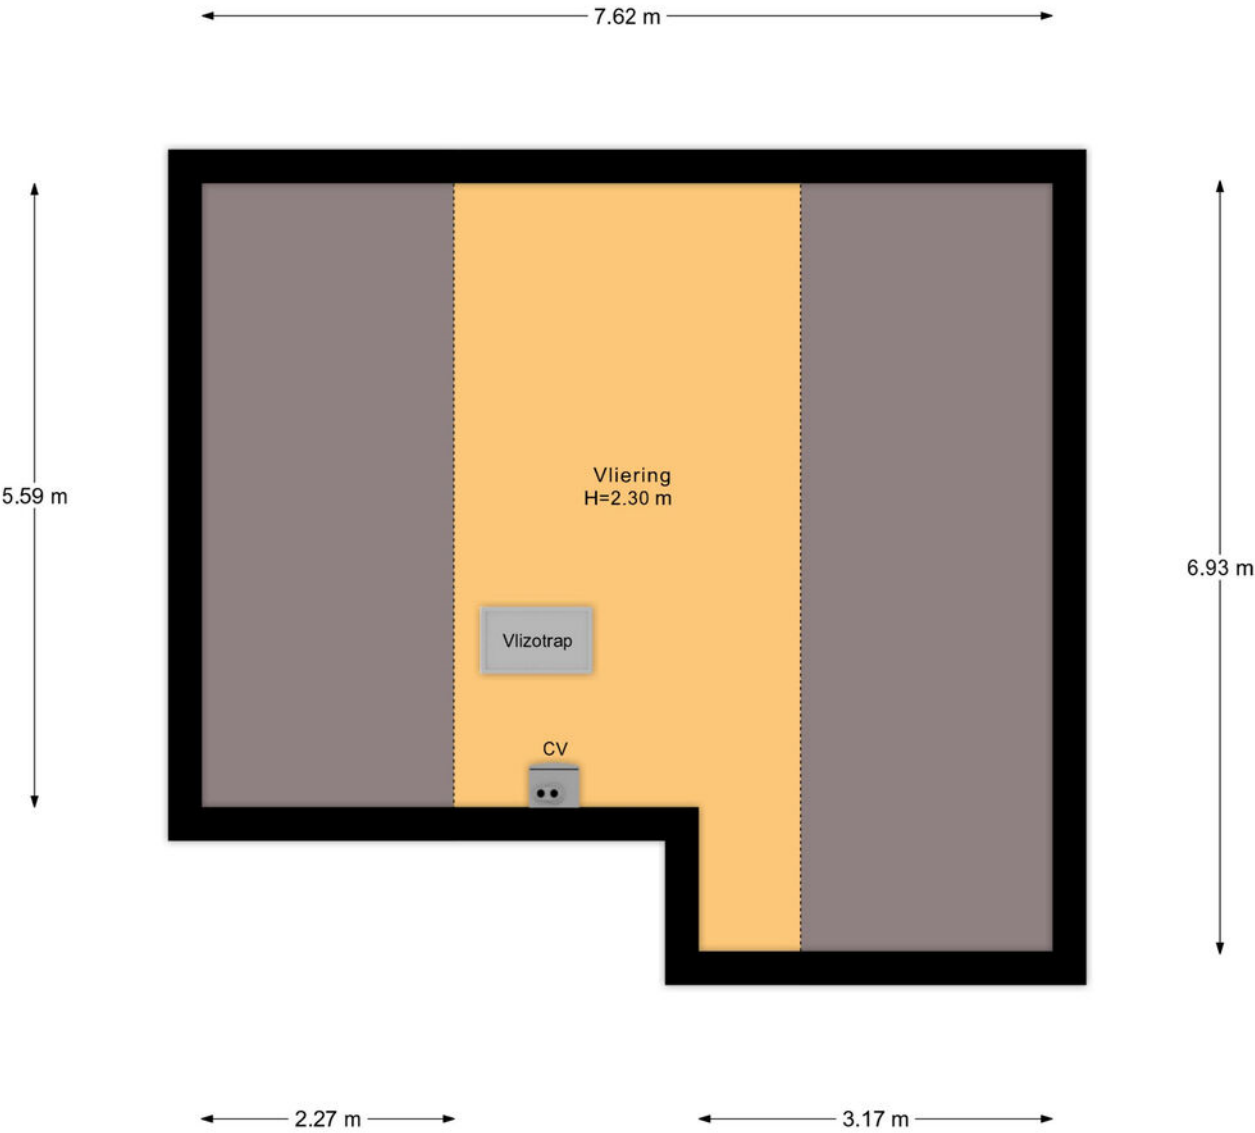 7.62 m
Vliering
H=2.30 m
5.59 m
6.93 m
Vlizotrap
CV
2.27 m
3.17 m